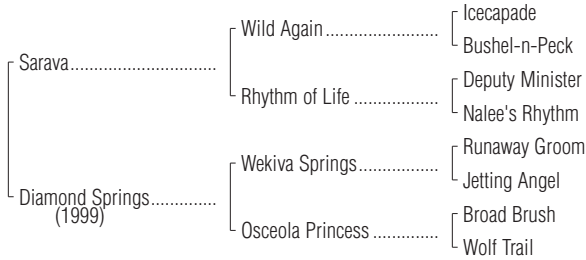 Icecapade
Wild Again
Bushel-n-Peck
Sarava
Deputy Minister
Rhythm of Life
Nalee's Rhythm
Runaway Groom
Wekiva Springs
Jetting Angel
Diamond Springs
(1999)
Broad Brush
Osceola Princess
Wolf Trail